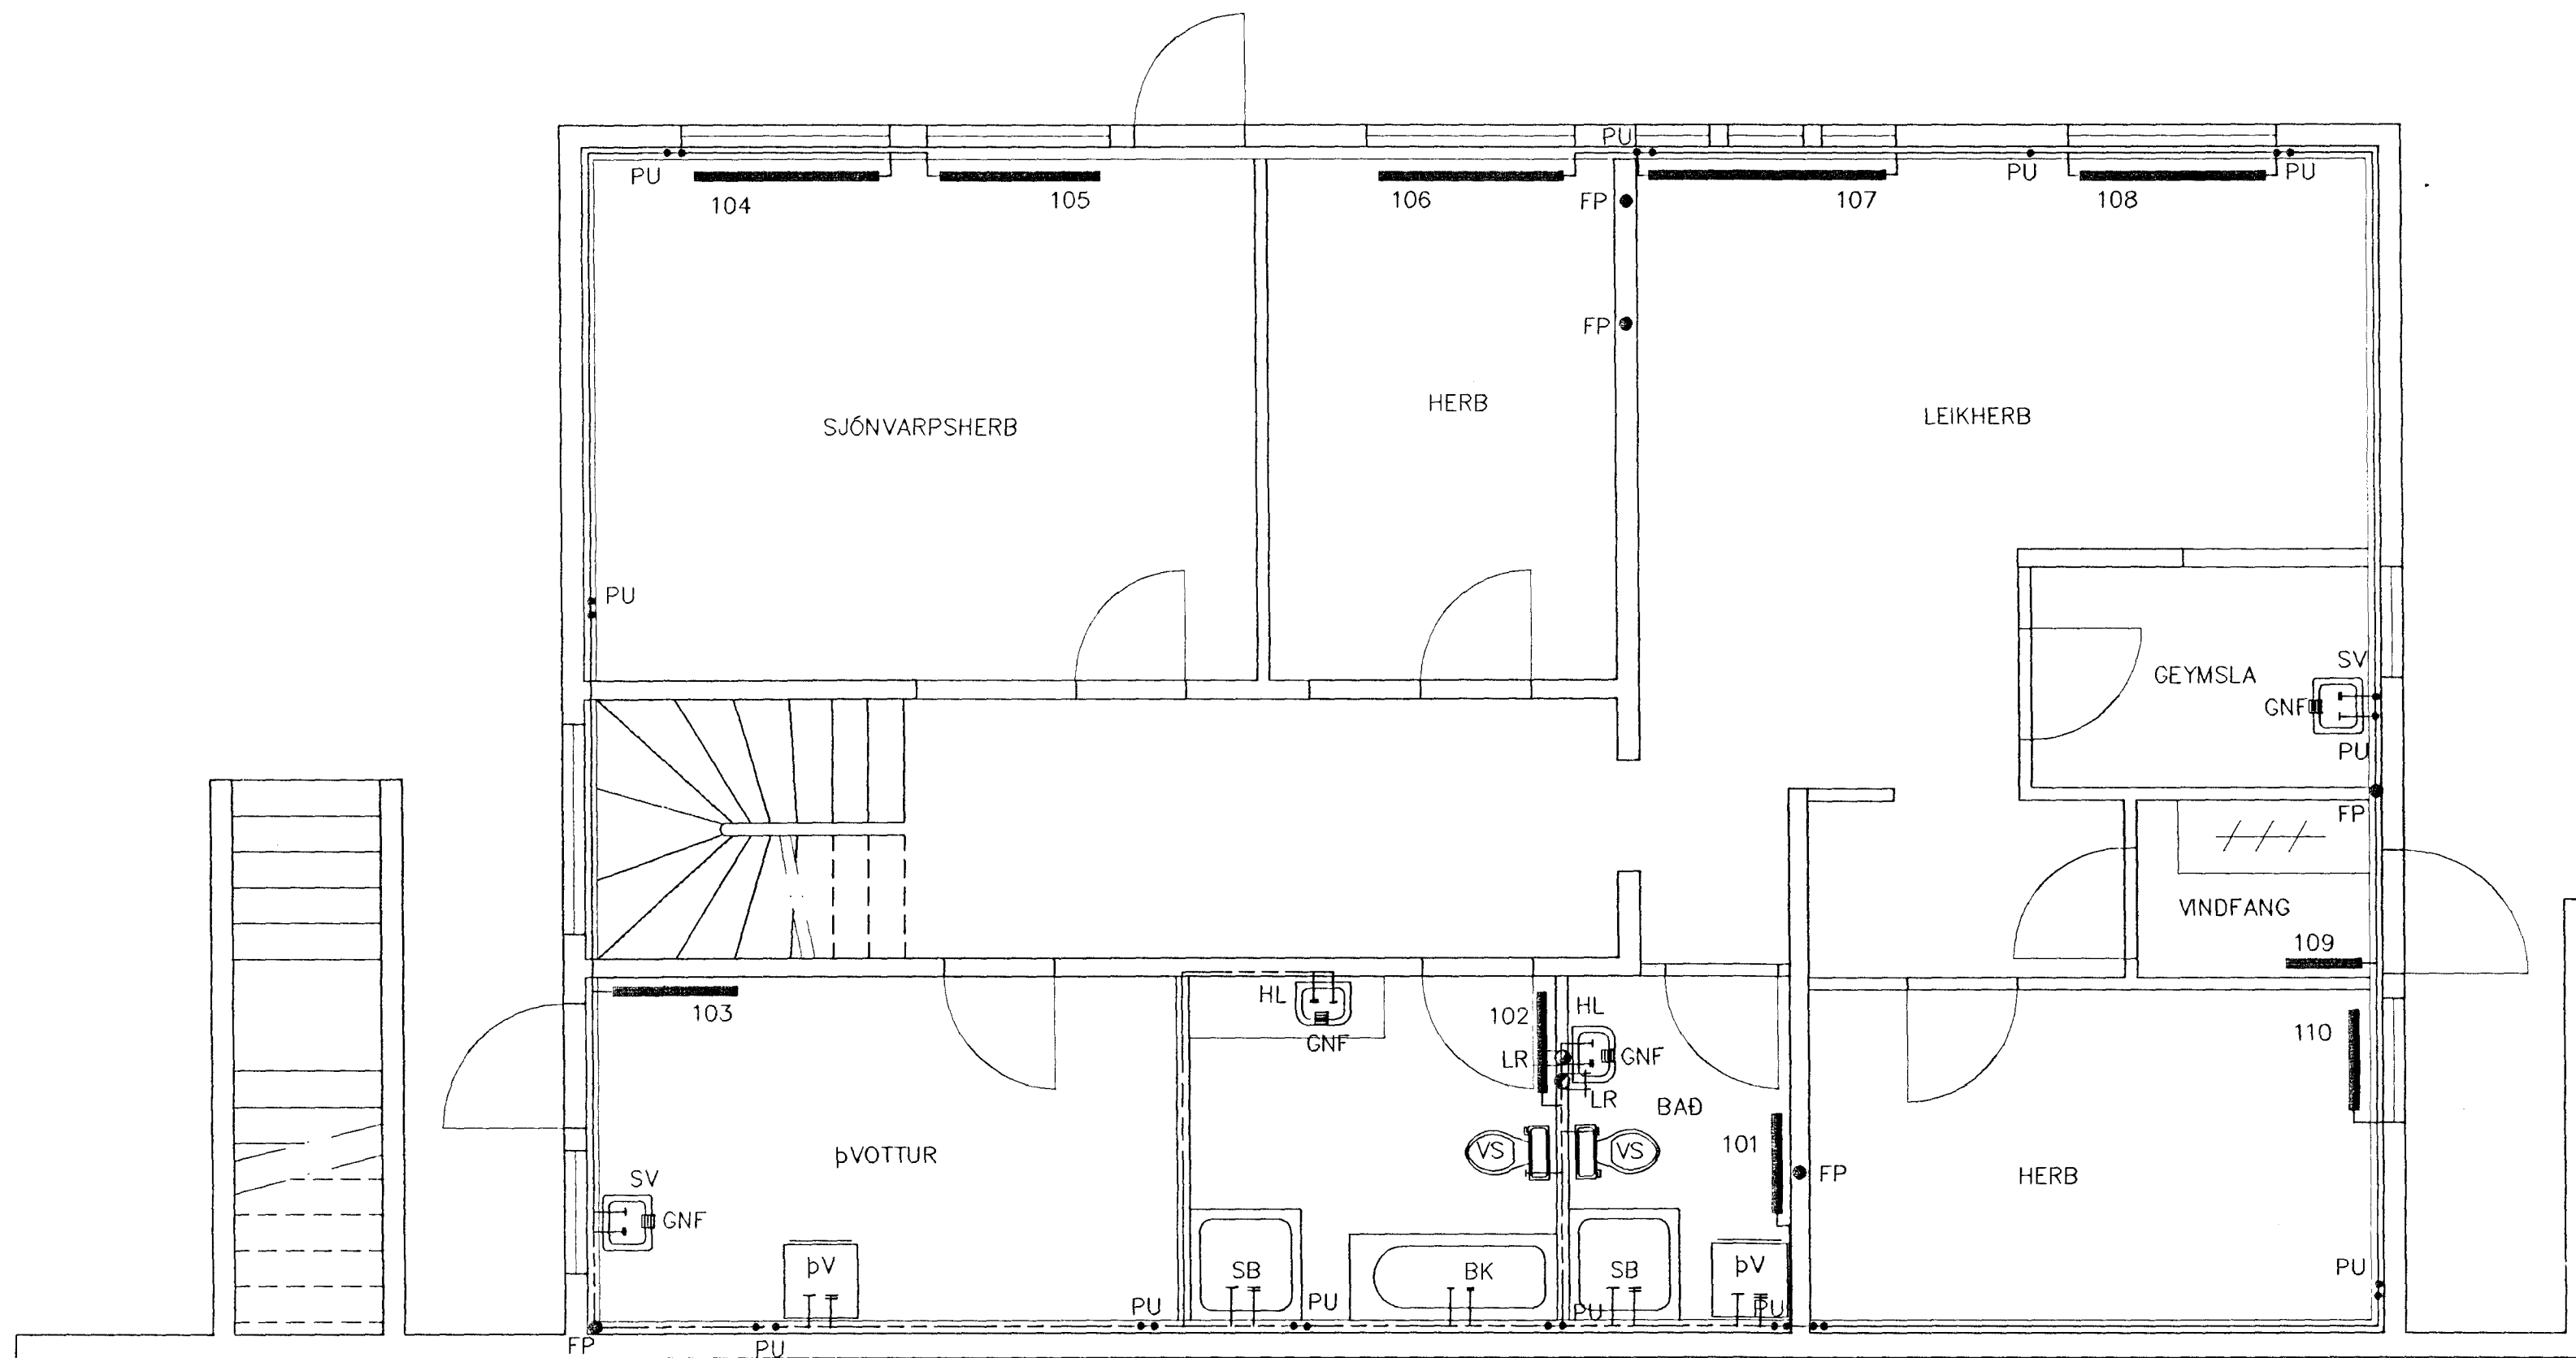 PU
PU
104
105
106
FP
107
PU
108
PU
FP
HERB
LEIKHERB
SJÓNVARPSHERB
PU
SV
GEYMSLA
GNF
PU
FP
VINDFANG
109
103
HL
GNF
102
HL
LR
GNF
LR
BAÐ
110
101
VS
VS
FP
HERB
ÞVOTTUR
SV
GNF
ÞV
SB
BK
SB
ÞV
PU
PU
PU
PU
PU
FP
PU